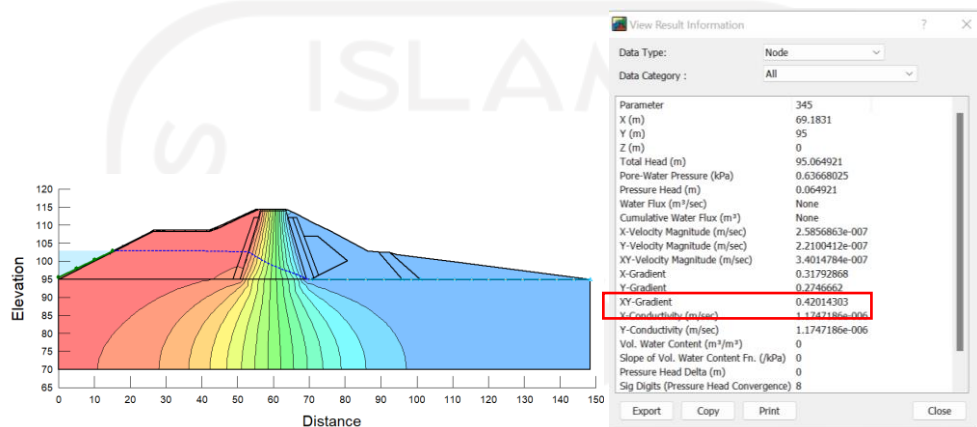 ISLAM
View Result Information ? ×
Data Type: Node
Data Category : All
Parameter 345
X (m) 69.1831
Y (m) 95
Z (m) 0
Total Head (m) 95.064921
Pore-Water Pressure (kPa) 0.63668025
Pressure Head (m) 0.064921
Water Flux (m³/sec) None
Cumulative Water Flux (m³) None
X-Velocity Magnitude (m/sec) 2.5856863e-007
Y-Velocity Magnitude (m/sec) 2.2100412e-007
XY-Velocity Magnitude (m/sec) 3.4014784e-007
X-Gradient 0.31792868
Y-Gradient 0.2746662
XY-Gradient 0.42014303
X-Conductivity (m/sec) 1.1747186e-006
Y-Conductivity (m/sec) 1.1747186e-006
Vol. Water Content (m³/m³) 0
Slope of Vol. Water Content Fn. (/kPa) 0
Pressure Head Delta (m) 0
Sig Digits (Pressure Head Convergence) 8
Export Copy Print Close
Elevation
120
115
110
105
100
95
90
85
80
75
70
65
0 10 20 30 40 50 60 70 80 90 100 110 120 130 140 150
Distance